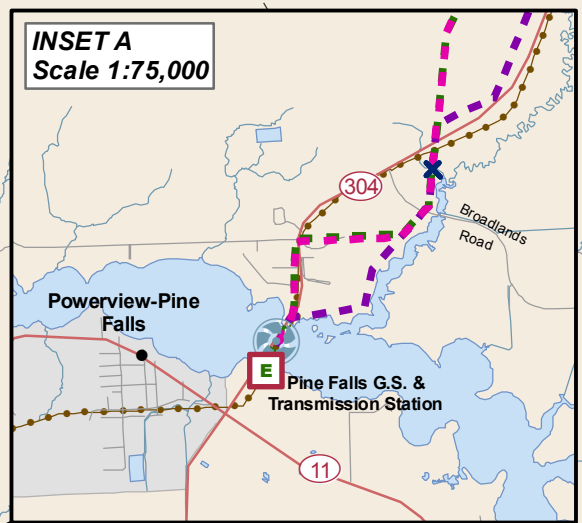 INSET A
Scale 1:75,000
304
Broadlands
Road
Powerview-Pine
Falls
E
Pine Falls G.S. &
Transmission Station
11